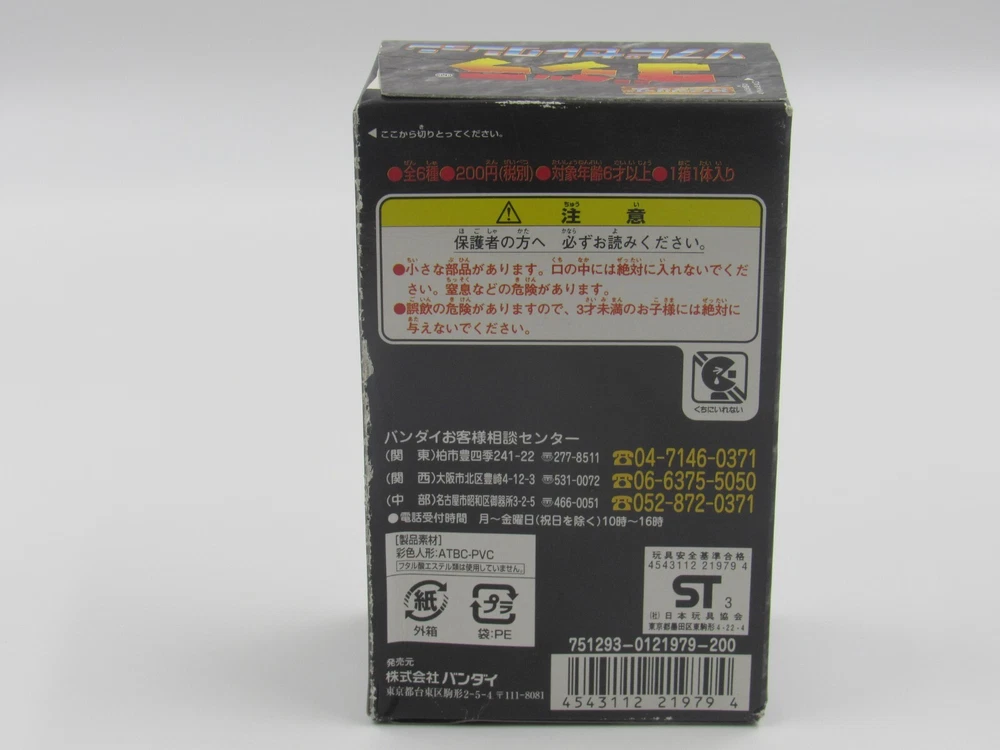 ソフビコレクション
◀ここから切りとってください。
●全6種●200円(税別)●対象年齢6才以上●1箱1体入り
⚠ 注意
保護者の方へ 必ずお読みください。
●小さな部品があります。口の中には絶対に入れないでくだ
さい。窒息などの危険があります。
●誤飲の危険がありますので、3才未満のお子様には絶対に
与えないでください。
くちにいれない
バンダイお客様相談センター
(関 東)柏市豊四季241-22 〒277-8511 ☎04-7146-0371
(関 西)大阪市北区豊崎4-12-3 〒531-0072 ☎06-6375-5050
(中 部)名古屋市昭和区御器所3-2-5 〒466-0051 ☎052-872-0371
●電話受付時間 月〜金曜日(祝日を除く)10時〜16時
[製品素材]
彩色人形:ATBC-PVC
フタル酸エステル類は使用していません。
紙
外箱
プラ
袋:PE
玩具安全基準合格
4543112 21979 4
ST 3
(社)日本玩具協会
東京都墨田区東駒形4-22-4
751293-0121979-200
発売元
株式会社バンダイ
東京都台東区駒形2-5-4 〒111-8081
4543112 219794